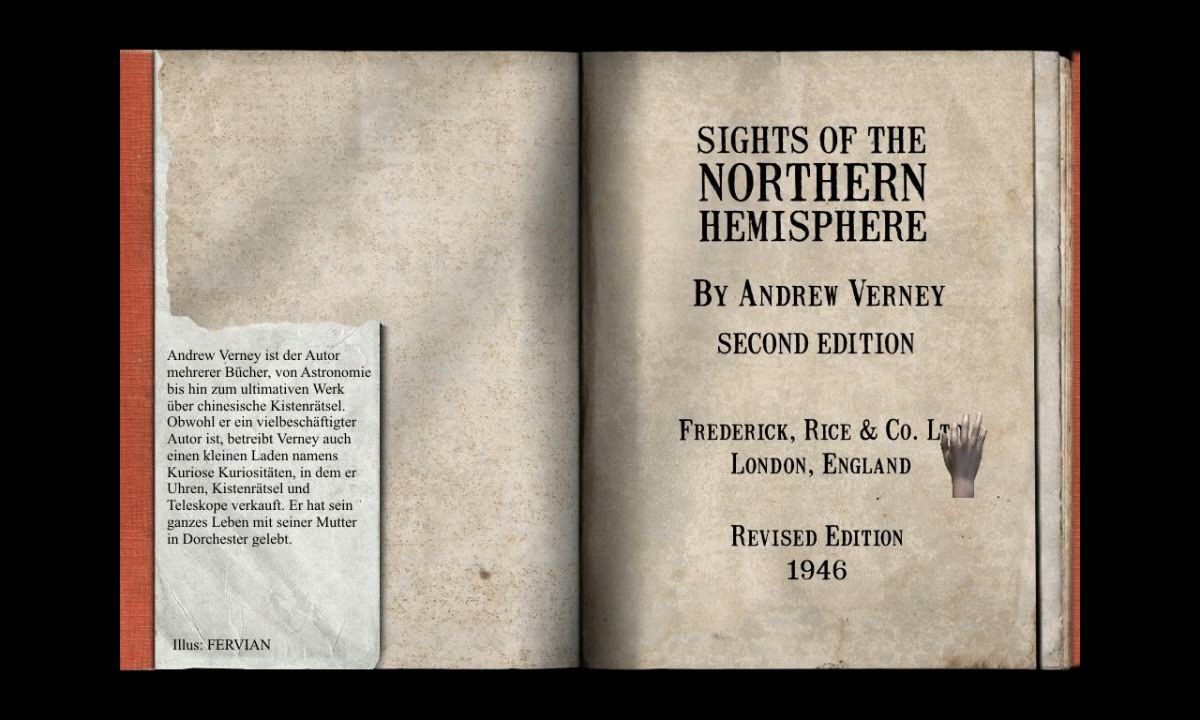 Andrew Verney ist der Autor
mehrerer Bücher, von Astronomie
bis hin zum ultimativen Werk
über chinesische Kistenrätsel.
Obwohl er ein vielbeschäftigter
Autor ist, betreibt Verney auch
einen kleinen Laden namens
Kuriose Kuriositäten, in dem er
Uhren, Kistenrätsel und
Teleskope verkauft. Er hat sein
ganzes Leben mit seiner Mutter
in Dorchester gelebt.
Illus: FERVIAN
SIGHTS OF THE
NORTHERN
HEMISPHERE
BY ANDREW VERNEY
SECOND EDITION
FREDERICK, RICE & CO.
LONDON, ENGLAND
REVISED EDITION
1946